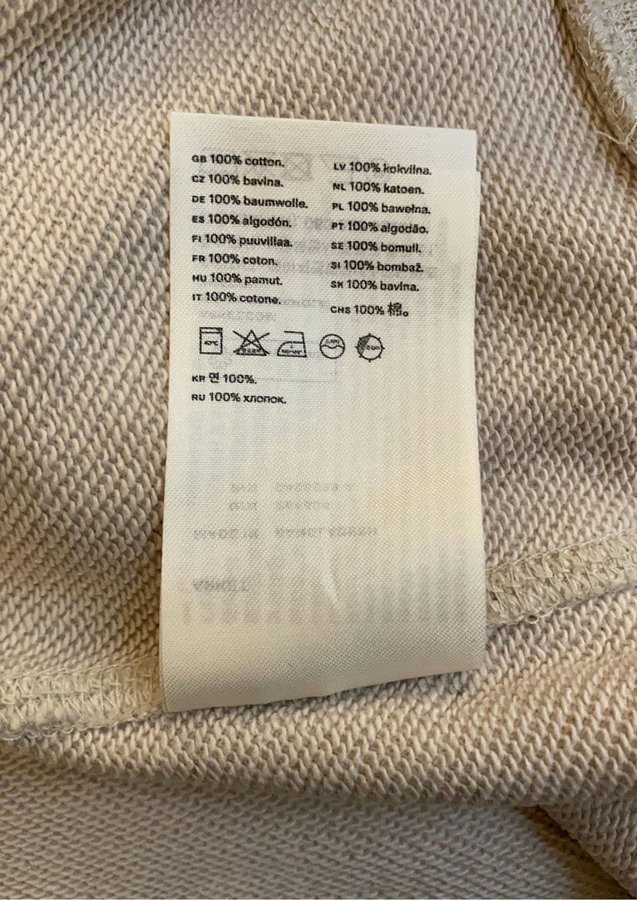 GB 100% cotton.
CZ 100% bavlna.
DE 100% baumwolle.
ES 100% algodón.
FI 100% puuvillaa.
FR 100% coton.
HU 100% pamut.
IT 100% cotone.
LV 100% kokvilna.
NL 100% katoen.
PL 100% bawełna.
PT 100% algodão.
SE 100% bomull.
SI 100% bombaž.
SK 100% bavlna.
CHS 100% 棉。
KR 면 100%.
RU 100% хлопок.